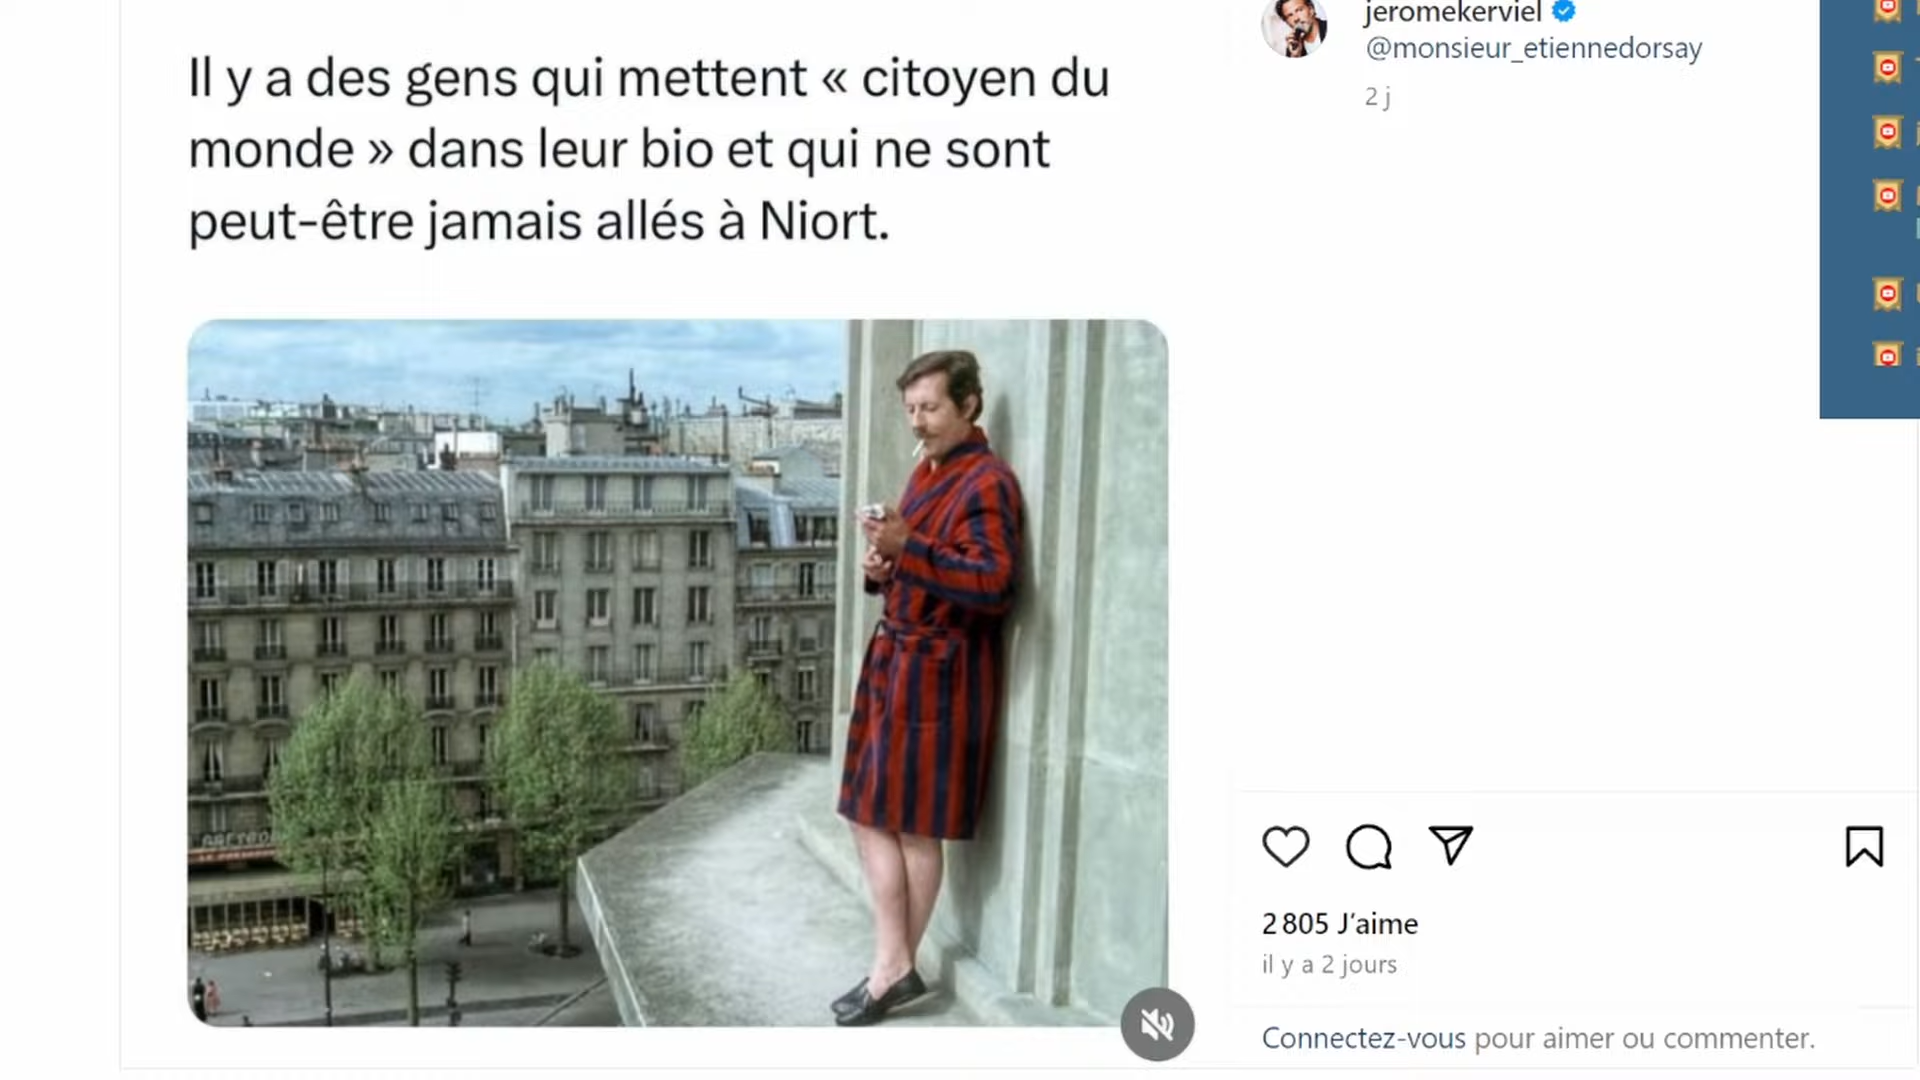 Il y a des gens qui mettent « citoyen du
monde » dans leur bio et qui ne sont
peut-être jamais allés à Niort.
jeromekerviel
@monsieur_etiennedorsay
2 j
2 805 J'aime
il y a 2 jours
Connectez-vous pour aimer ou commenter.